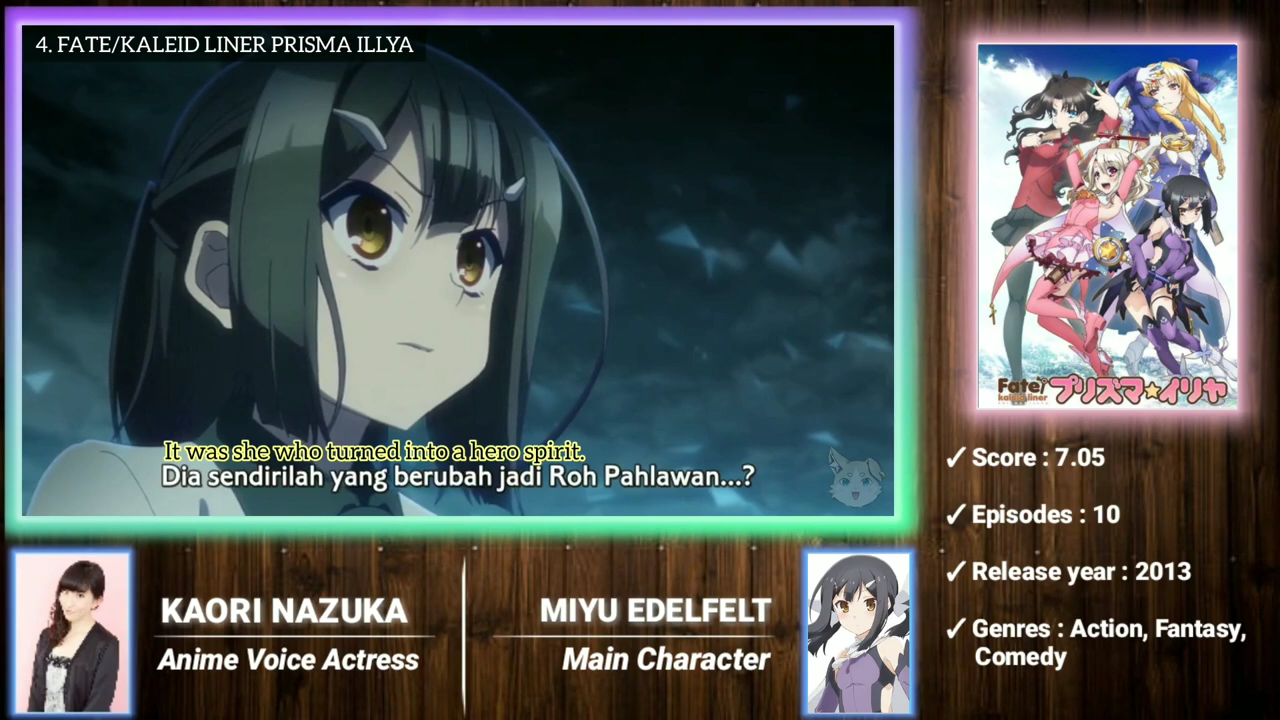 4. FATE/KALEID LINER PRISMA ILLYA
It was she who turned into a hero spirit.
Dia sendirilah yang berubah jadi Roh Pahlawan...?
Fate/
kaleid liner
プリズマ☆イリヤ
✓ Score : 7.05
✓ Episodes : 10
✓ Release year : 2013
✓ Genres : Action, Fantasy,
Comedy
KAORI NAZUKA
Anime Voice Actress
MIYU EDELFELT
Main Character